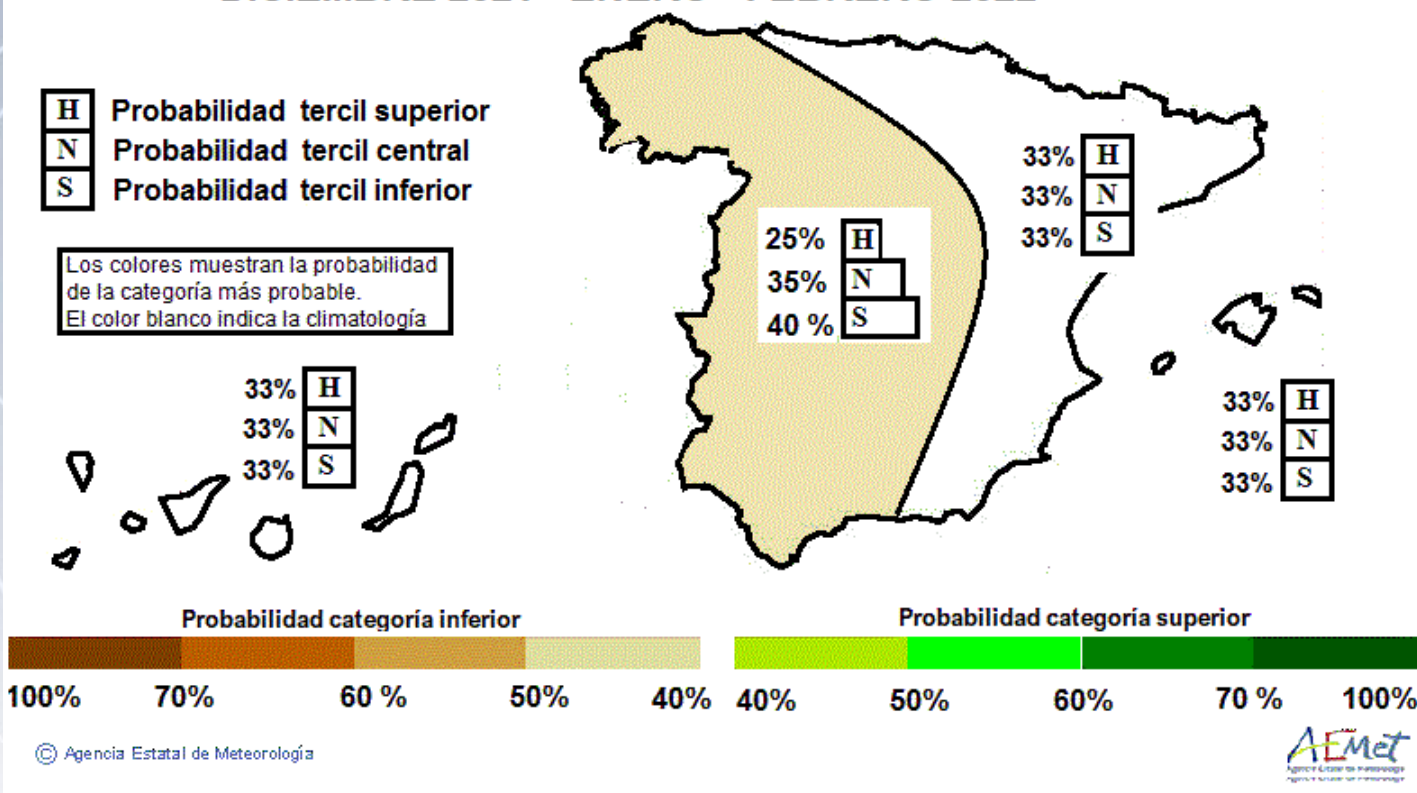 H Probabilidad tercil superior
N Probabilidad tercil central
S Probabilidad tercil inferior
Los colores muestran la probabilidad
de la categoría más probable.
El color blanco indica la climatología
33% H
33% N
33% S
25% H
35% N
40 % S
33% H
33% N
33% S
33% H
33% N
33% S
Probabilidad categoría inferior
100% 70% 60 % 50% 40%
Probabilidad categoría superior
40% 50% 60% 70 % 100%
© Agencia Estatal de Meteorología
AEMet